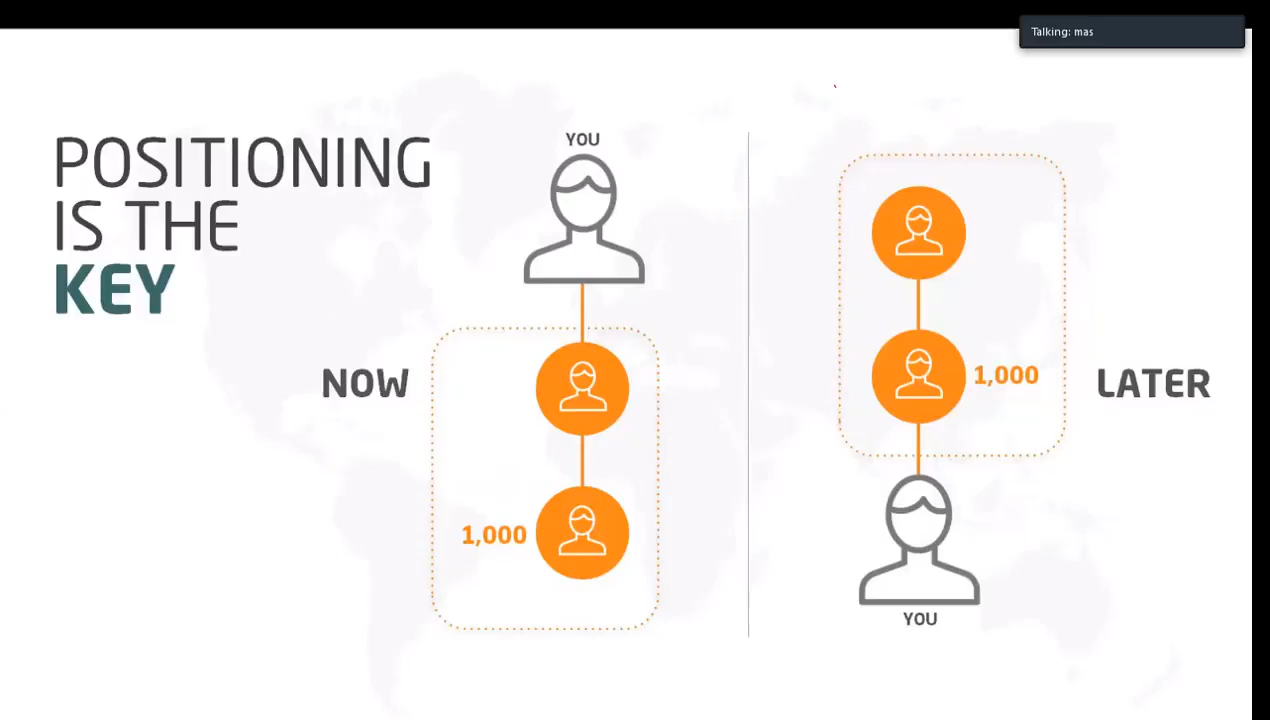 Talking: mas
POSITIONING
IS THE
KEY
YOU
NOW
1,000
1,000
LATER
YOU